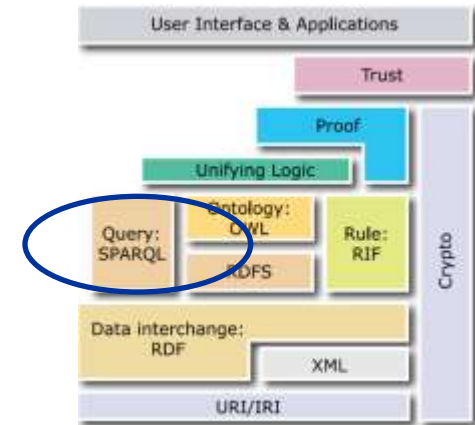 User Interface & Applications
Trust
Proof
Unifying Logic
Query:
SPARQL
Ontology:
OWL
RDFS
Rule:
RIF
Crypto
Data interchange:
RDF
XML
URI/IRI